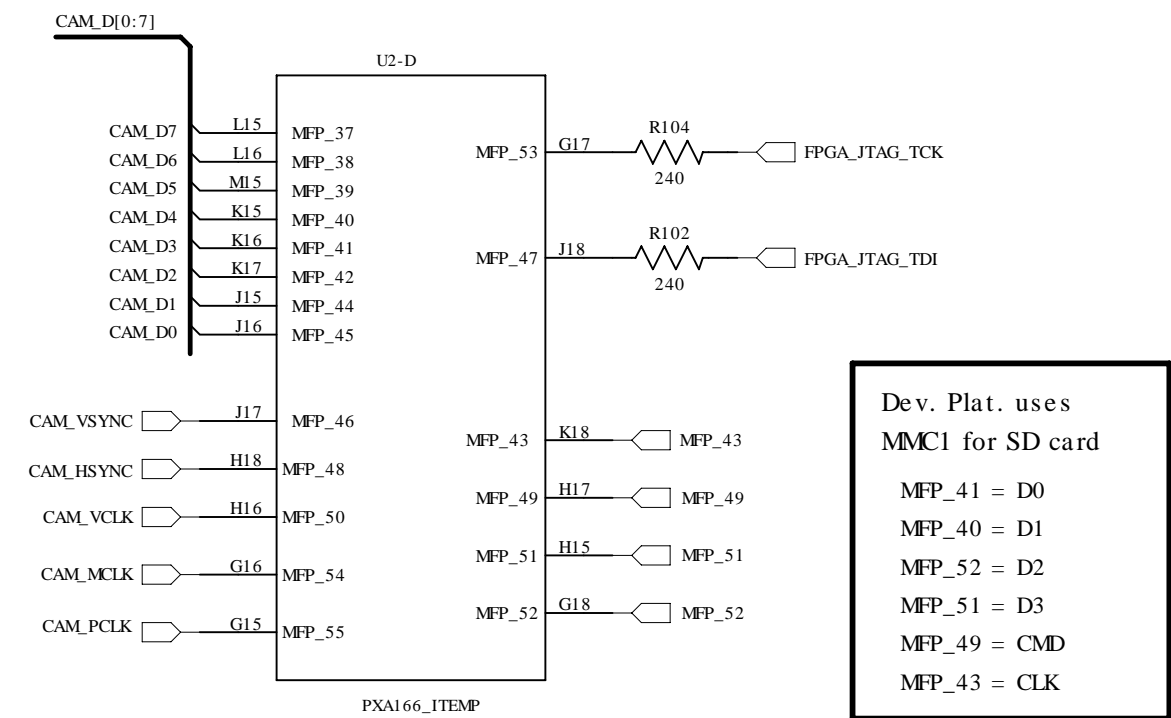 CAM_D[0:7]
U2-D
CAM_D7 L15 MFP_37
CAM_D6 L16 MFP_38
CAM_D5 M15 MFP_39
CAM_D4 K15 MFP_40
CAM_D3 K16 MFP_41
CAM_D2 K17 MFP_42
CAM_D1 J15 MFP_44
CAM_D0 J16 MFP_45
CAM_VSYNC J17 MFP_46
CAM_HSYNC H18 MFP_48
CAM_VCLK H16 MFP_50
CAM_MCLK G16 MFP_54
CAM_PCLK G15 MFP_55
R104
MFP_53 G17 FPGA_JTAG_TCK
240
R102
MFP_47 J18 FPGA_JTAG_TDI
240
MFP_43 K18 MFP_43
MFP_49 H17 MFP_49
MFP_51 H15 MFP_51
MFP_52 G18 MFP_52
PXA166_ITEMP
Dev. Plat. uses
MMC1 for SD card
MFP_41 = D0
MFP_40 = D1
MFP_52 = D2
MFP_51 = D3
MFP_49 = CMD
MFP_43 = CLK